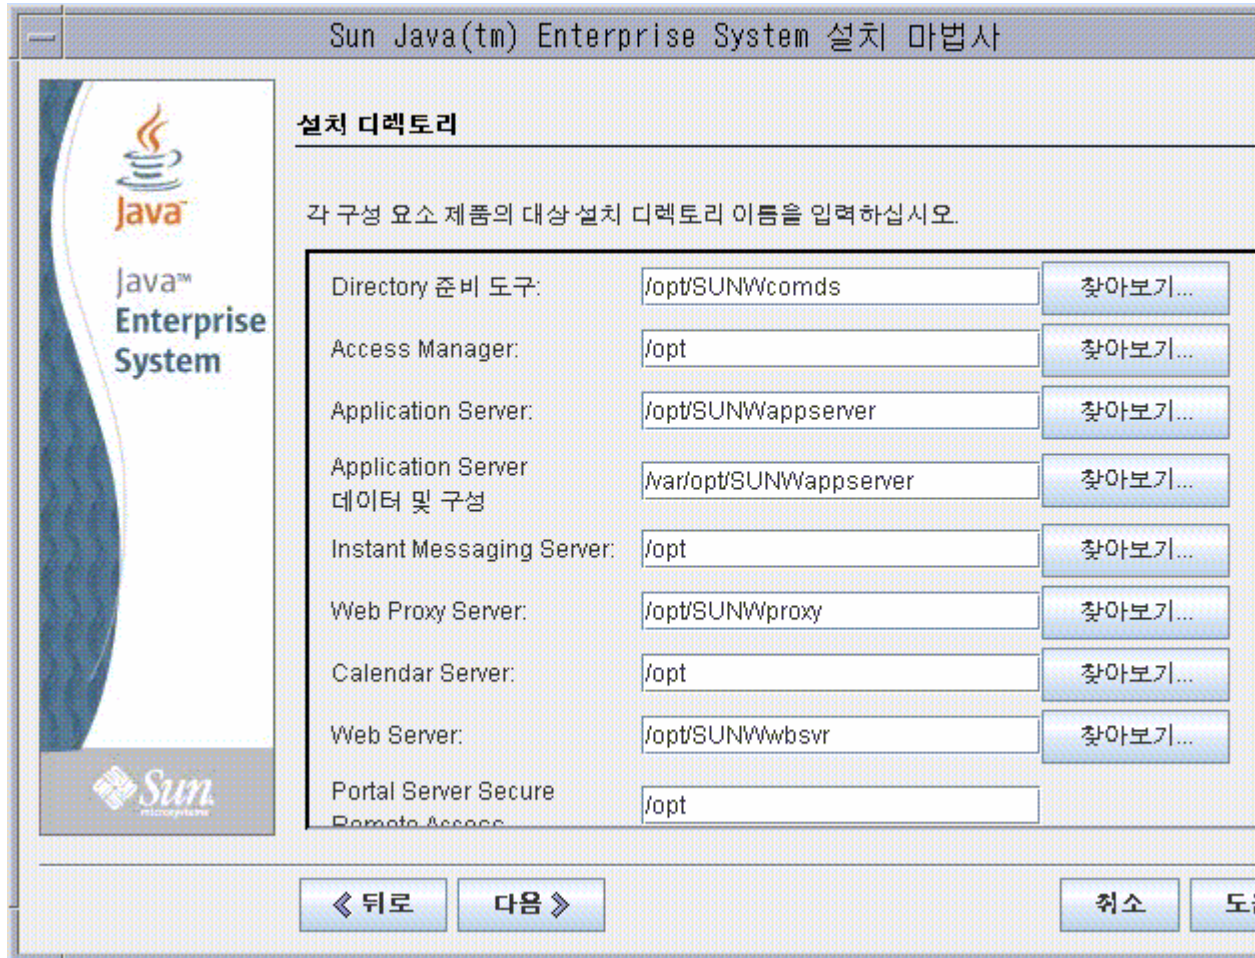 Sun Java(tm) Enterprise System 설치 마법사
Java
Java™
Enterprise
System
Sun
microsystems
설치 디렉토리
각 구성 요소 제품의 대상 설치 디렉토리 이름을 입력하십시오.
Directory 준비 도구: /opt/SUNWcomds 찾아보기...
Access Manager: /opt 찾아보기...
Application Server: /opt/SUNWappserver 찾아보기...
Application Server
데이터 및 구성 /var/opt/SUNWappserver 찾아보기...
Instant Messaging Server: /opt 찾아보기...
Web Proxy Server: /opt/SUNWproxy 찾아보기...
Calendar Server: /opt 찾아보기...
Web Server: /opt/SUNWwbsvr 찾아보기...
Portal Server Secure /opt
Remote Access
뒤로 다음 취소